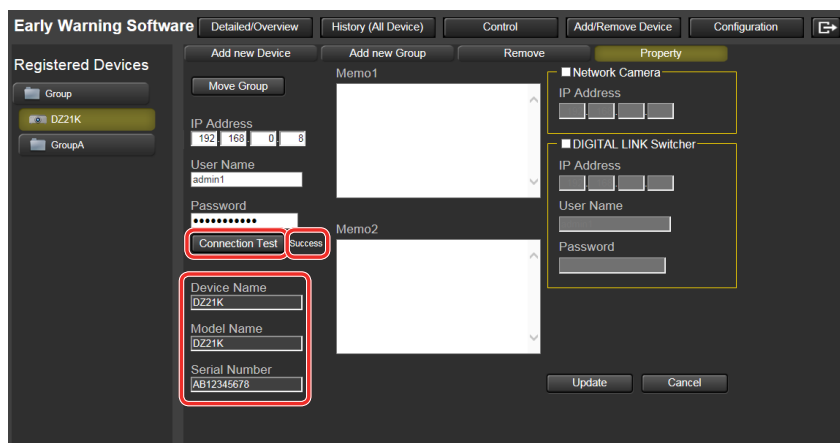 Early Warning Software
Detailed/Overview
History (All Device)
Control
Add/Remove Device
Configuration
Registered Devices
Group
DZ21K
GroupA
Add new Device
Add new Group
Remove
Property
Move Group
IP Address
192 168 0 8
User Name
admin1
Password
•••••••••••
Connection Test
Success
Device Name
DZ21K
Model Name
DZ21K
Serial Number
AB12345678
Memo1
Memo2
Network Camera
IP Address
DIGITAL LINK Switcher
IP Address
User Name
Password
Update
Cancel